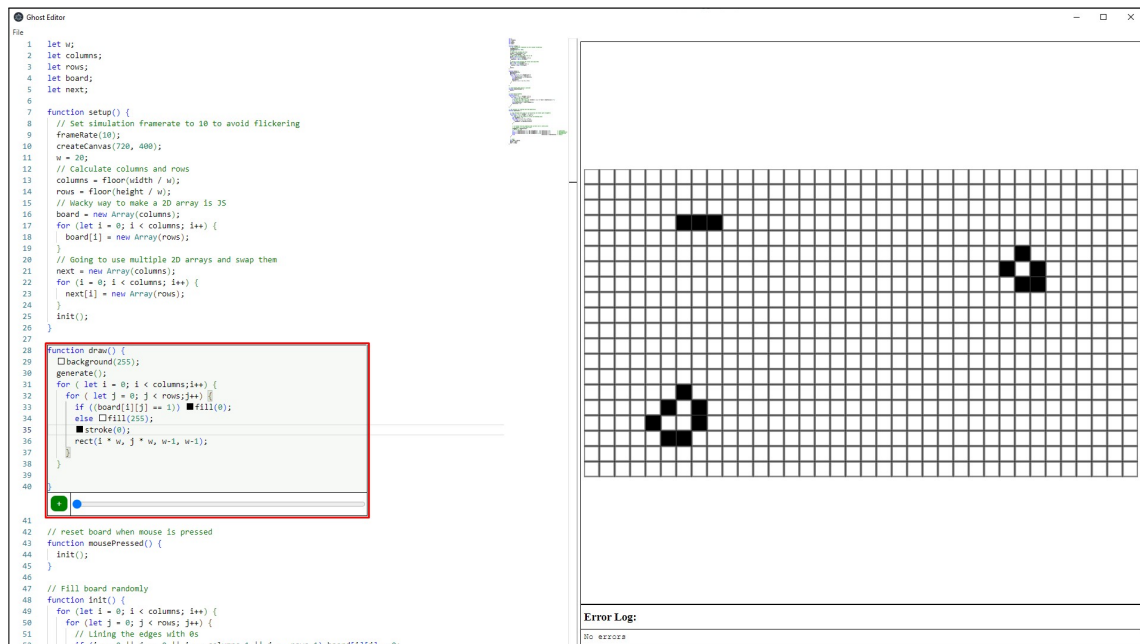 Ghost Editor
File
1 let w;
2 let columns;
3 let rows;
4 let board;
5 let next;
6
7 function setup() {
8 // Set simulation framerate to 10 to avoid flickering
9 frameRate(10);
10 createCanvas(720, 400);
11 w = 20;
12 // Calculate columns and rows
13 columns = floor(width / w);
14 rows = floor(height / w);
15 // Wacky way to make a 2D array is JS
16 board = new Array(columns);
17 for (let i = 0; i < columns; i++) {
18 board[i] = new Array(rows);
19 }
20 // Going to use multiple 2D arrays and swap them
21 next = new Array(columns);
22 for (i = 0; i < columns; i++) {
23 next[i] = new Array(rows);
24 }
25 init();
26 }
27
28 function draw() {
29 background(255);
30 generate();
31 for ( let i = 0; i < columns;i++) {
32 for ( let j = 0; j < rows;j++) {
33 if ((board[i][j] == 1)) fill(0);
34 else fill(255);
35 stroke(0);
36 rect(i * w, j * w, w-1, w-1);
37 }
38 }
39
40 }
+
41
42 // reset board when mouse is pressed
43 function mousePressed() {
44 init();
45 }
46
47 // Fill board randomly
48 function init() {
49 for (let i = 0; i < columns; i++) {
50 for (let j = 0; j < rows; j++) {
51 // Lining the edges with 0s
Error Log:
No errors